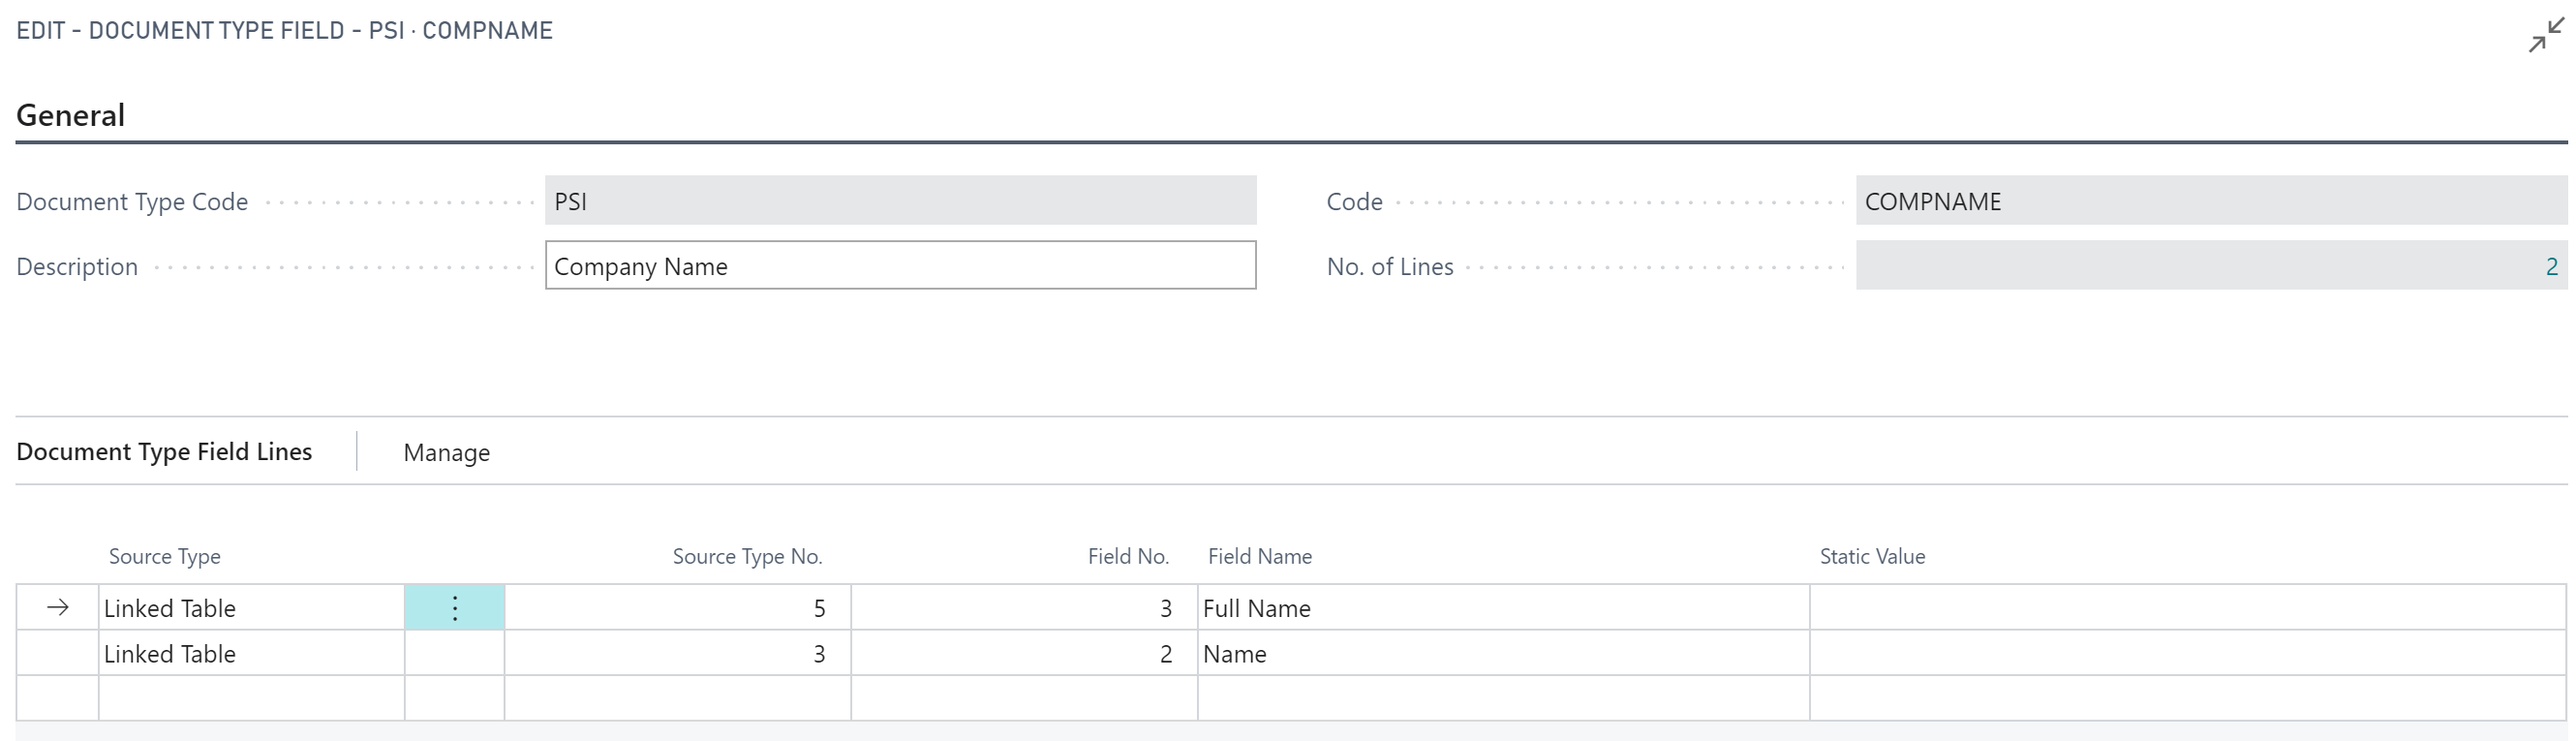 EDIT - DOCUMENT TYPE FIELD - PSI · COMPNAME
General
Document Type Code PSI Code COMPNAME
Description Company Name No. of Lines 2
Document Type Field Lines Manage
Source Type Source Type No. Field No. Field Name Static Value
Linked Table 5 3 Full Name
Linked Table 3 2 Name